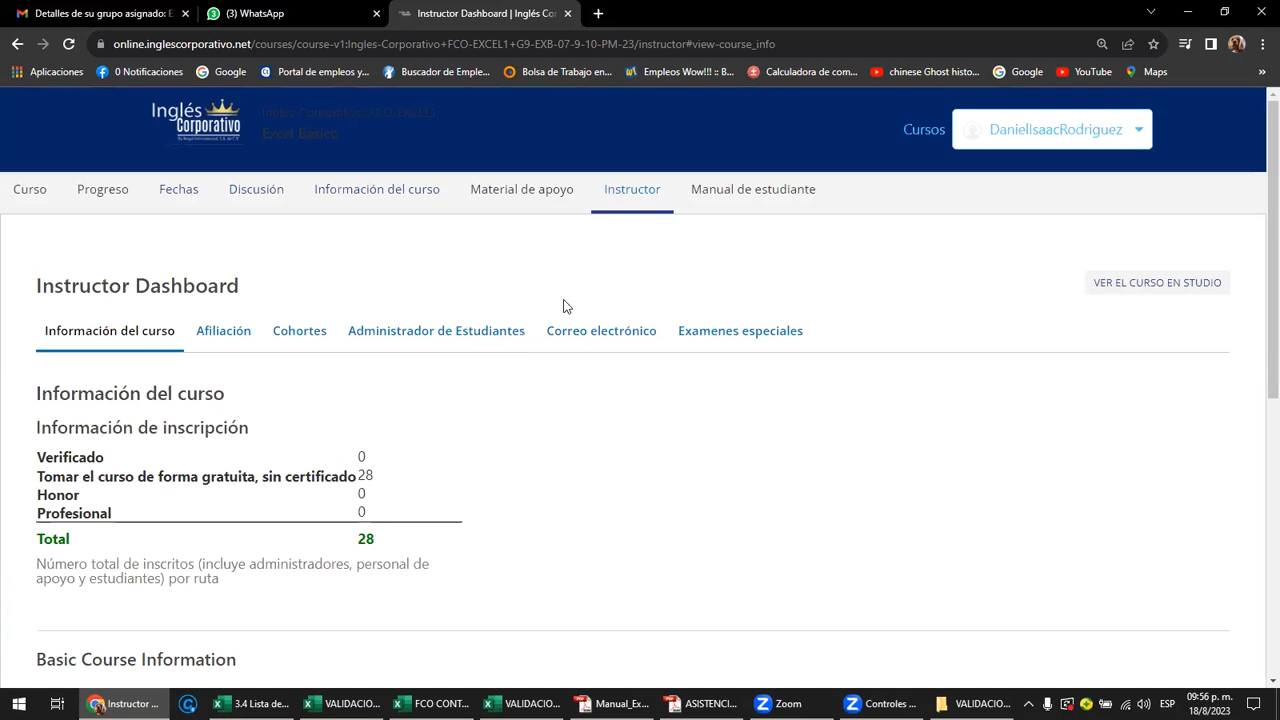 Detalles de su grupo asignado: E
(3) WhatsApp
Instructor Dashboard | Inglés Co
online.inglescorporativo.net/courses/course-v1:Ingles-Corporativo+FCO-EXCEL1+G9-EXB-07-9-10-PM-23/instructor#view-course_info
Aplicaciones
0 Notificaciones
Google
Portal de empleos y...
Buscador de Emple...
Bolsa de Trabajo en...
Empleos Wow!!! :: B...
Calculadora de com...
chinese Ghost histo...
Google
YouTube
Maps
»
Inglés
Corporativo
Excel Básico
Cursos
DanielIsaacRodriguez
Curso
Progreso
Fechas
Discusión
Información del curso
Material de apoyo
Instructor
Manual de estudiante
Instructor Dashboard
VER EL CURSO EN STUDIO
Información del curso
Afiliación
Cohortes
Administrador de Estudiantes
Correo electrónico
Examenes especiales
Información del curso
Información de inscripción
Verificado 0
Tomar el curso de forma gratuita, sin certificado 28
Honor 0
Profesional 0
Total 28
Número total de inscritos (incluye administradores, personal de
apoyo y estudiantes) por ruta
Basic Course Information
Instructor ...
3.4 Lista de...
VALIDACIO...
FCO CONT...
VALIDACIO...
Manual_Ex...
ASISTENCI...
Zoom
Controles ...
VALIDACIO...
ESP
09:56 p. m.
18/8/2023